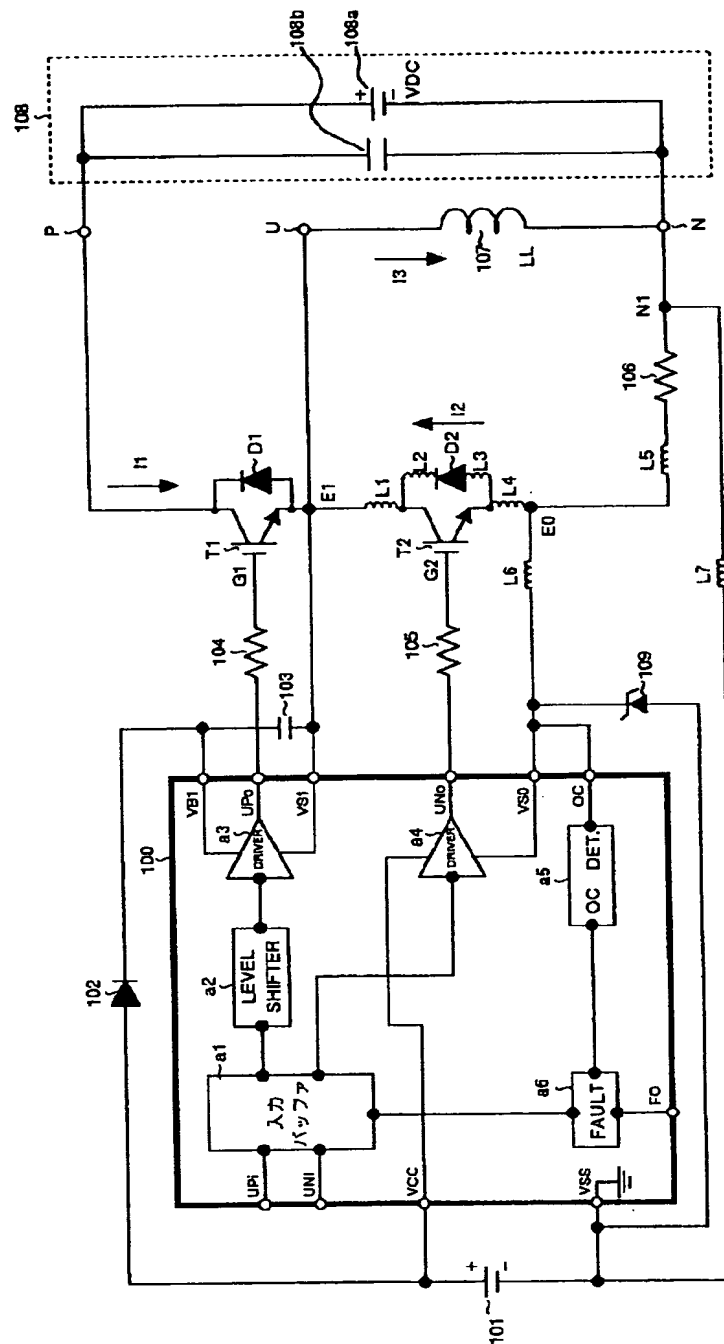 108
108b
108a
VDC
P
U
N
I3
107
LL
N1
I1
D1
T1
G1
E1
L1
I2
L2
D2
L3
L4
T2
G2
E0
L5
106
L6
L7
104
103
105
109
100
VB1
UPo
VS1
UNo
VS0
OC
a3
DRIVER
a4
DRIVER
a5
OC DET.
a2
LEVEL
SHIFTER
a1
入力
バッファ
a6
FAULT
102
UPi
UNi
VCC
VSS
FO
101